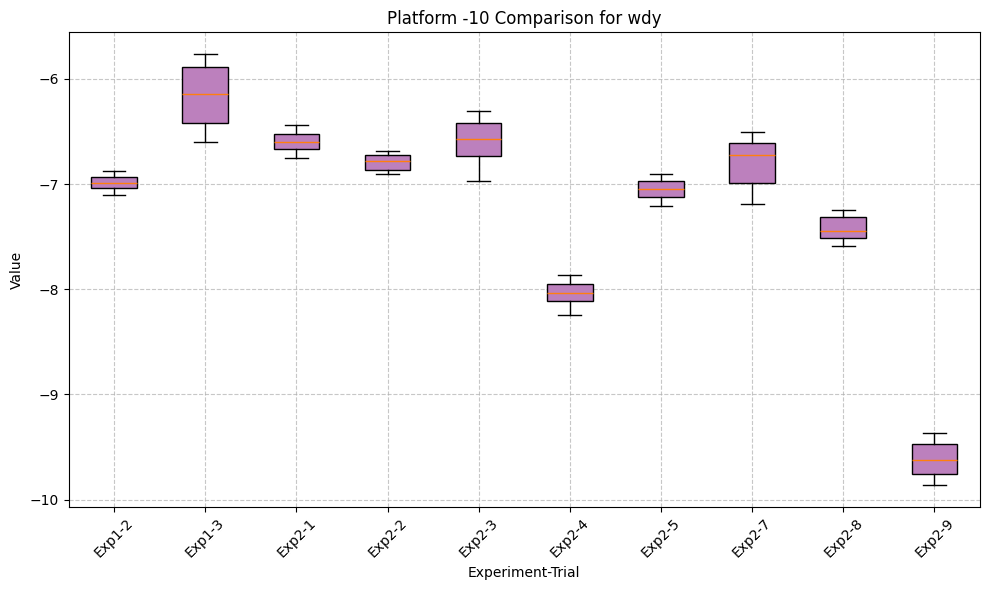 Platform -10 Comparison for wdy
Value
−6
−7
−8
−9
−10
Exp1-2
Exp1-3
Exp2-1
Exp2-2
Exp2-3
Exp2-4
Exp2-5
Exp2-7
Exp2-8
Exp2-9
Experiment-Trial